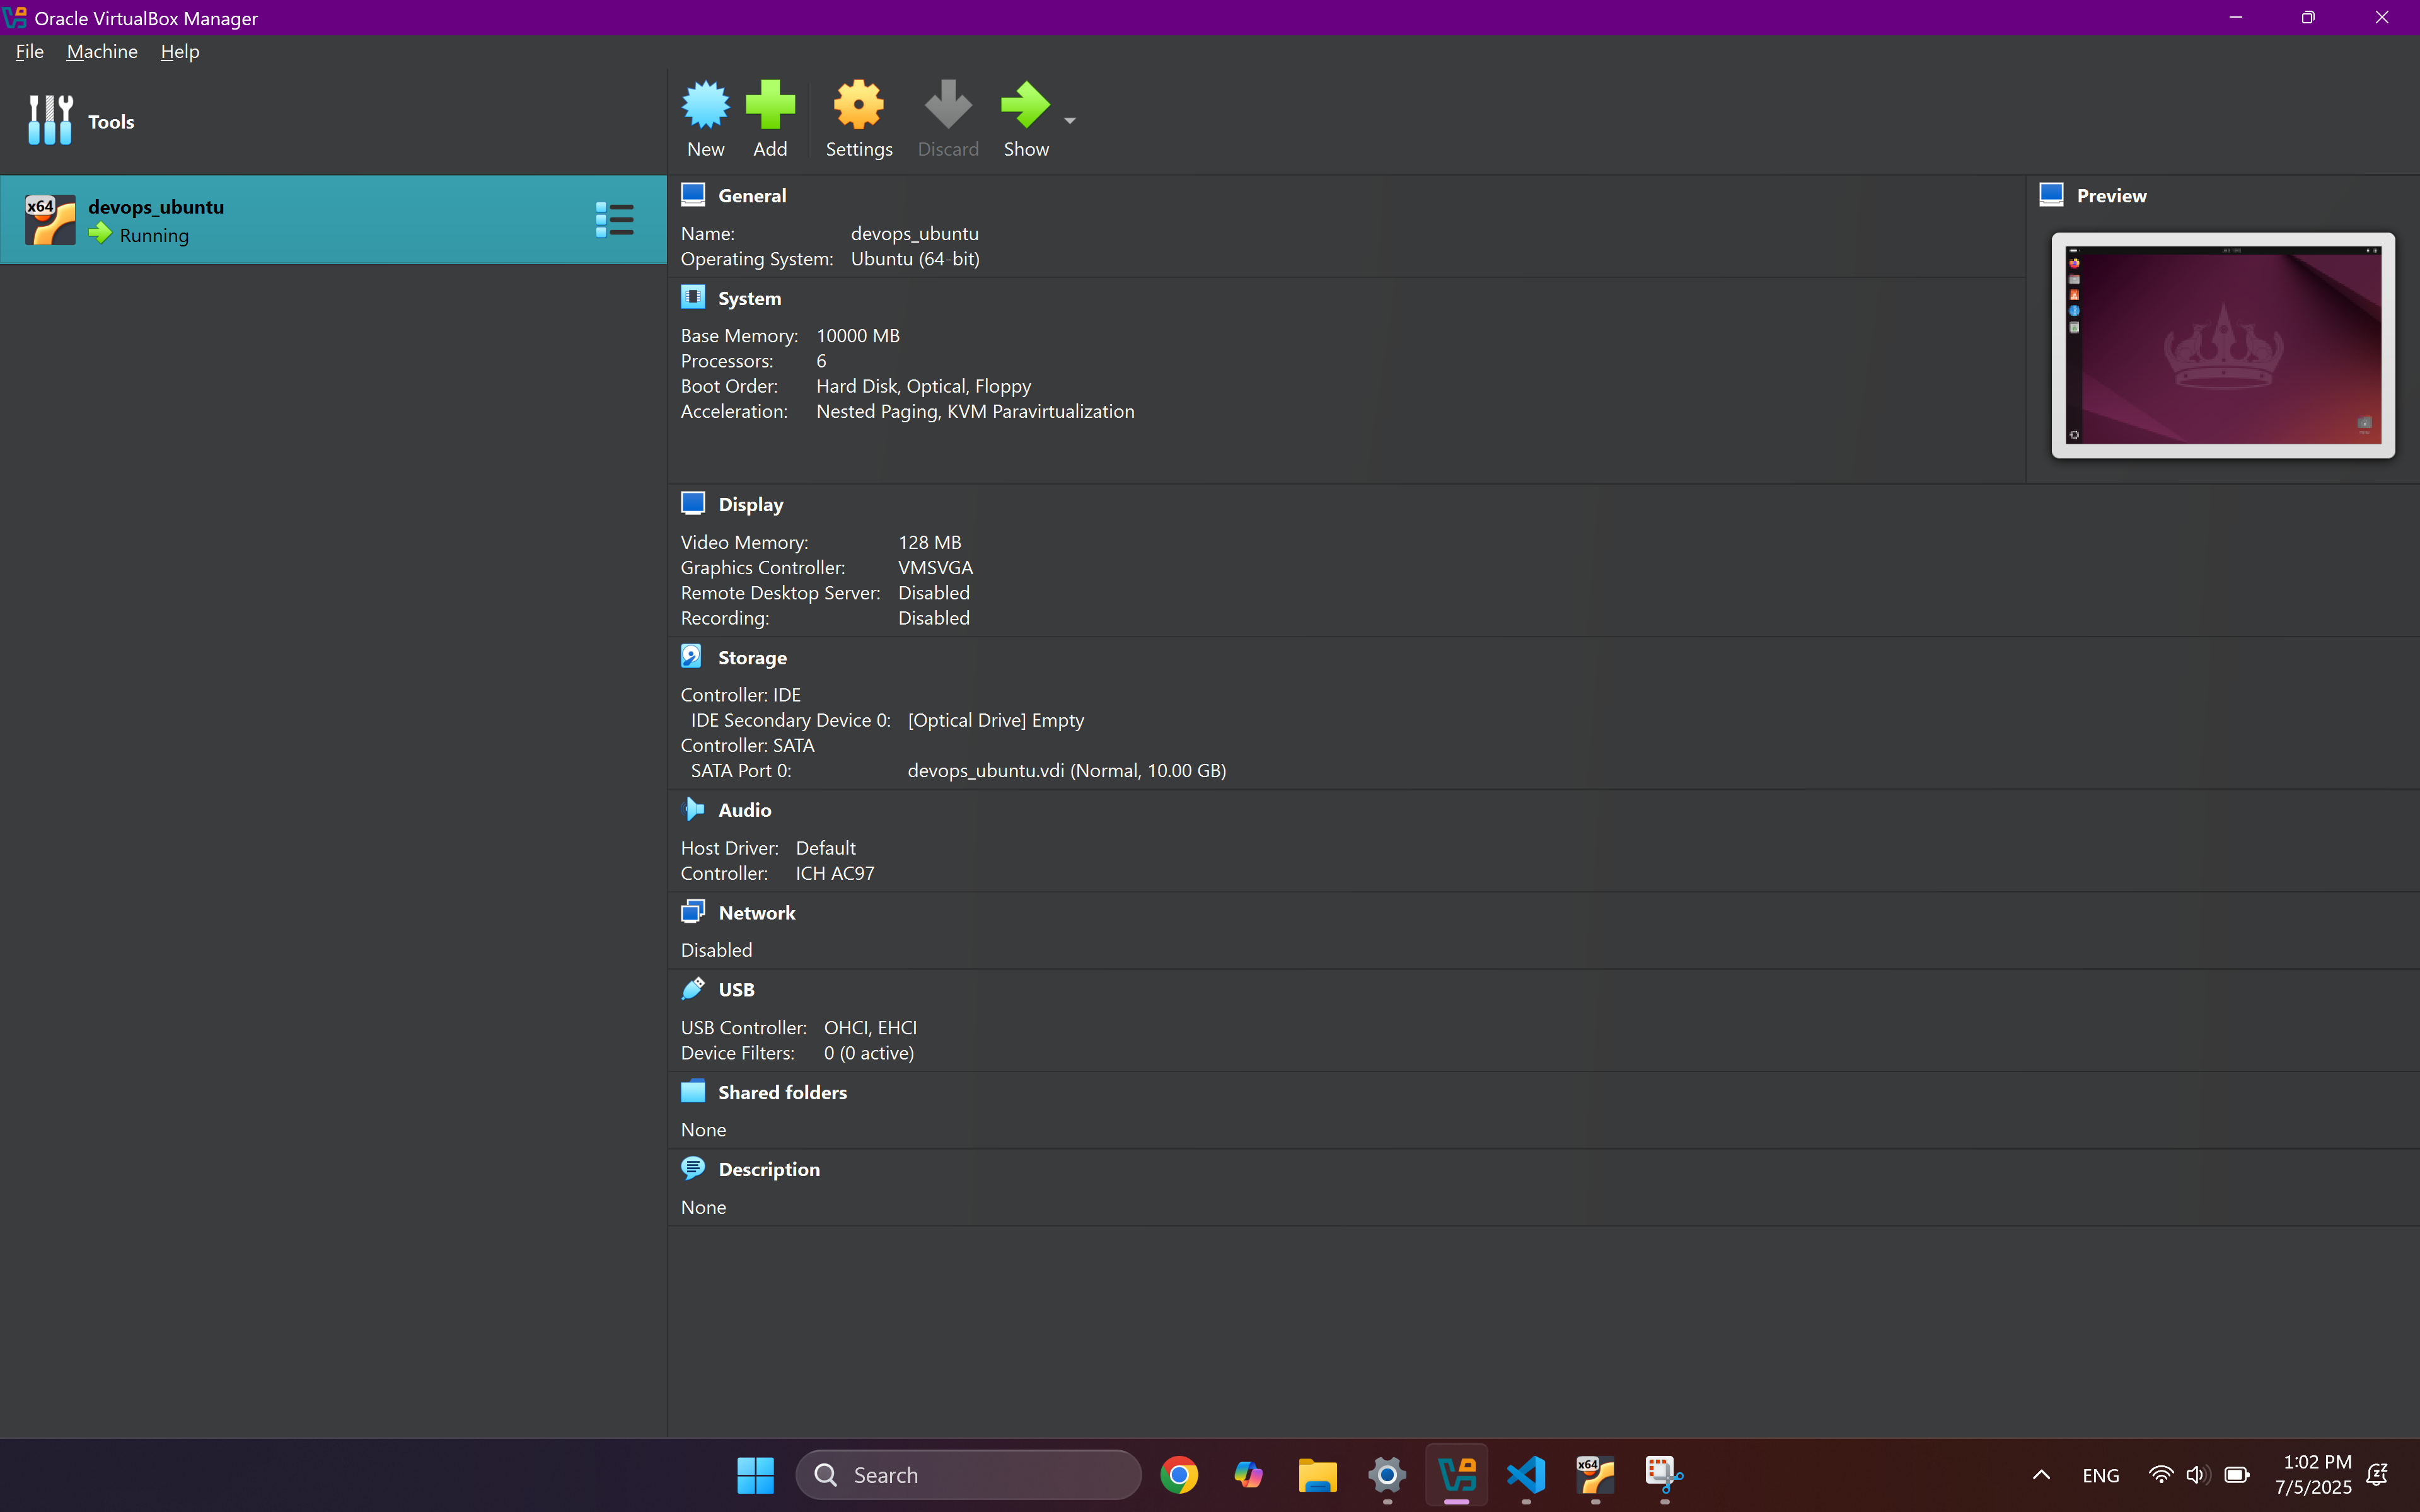 Oracle VirtualBox Manager
File Machine Help
Tools
New Add Settings Discard Show
x64 devops_ubuntu
Running
General
Name: devops_ubuntu
Operating System: Ubuntu (64-bit)
Preview
System
Base Memory: 10000 MB
Processors: 6
Boot Order: Hard Disk, Optical, Floppy
Acceleration: Nested Paging, KVM Paravirtualization
Display
Video Memory: 128 MB
Graphics Controller: VMSVGA
Remote Desktop Server: Disabled
Recording: Disabled
Storage
Controller: IDE
IDE Secondary Device 0: [Optical Drive] Empty
Controller: SATA
SATA Port 0: devops_ubuntu.vdi (Normal, 10.00 GB)
Audio
Host Driver: Default
Controller: ICH AC97
Network
Disabled
USB
USB Controller: OHCI, EHCI
Device Filters: 0 (0 active)
Shared folders
None
Description
None
Search
x64
ENG
1:02 PM
7/5/2025